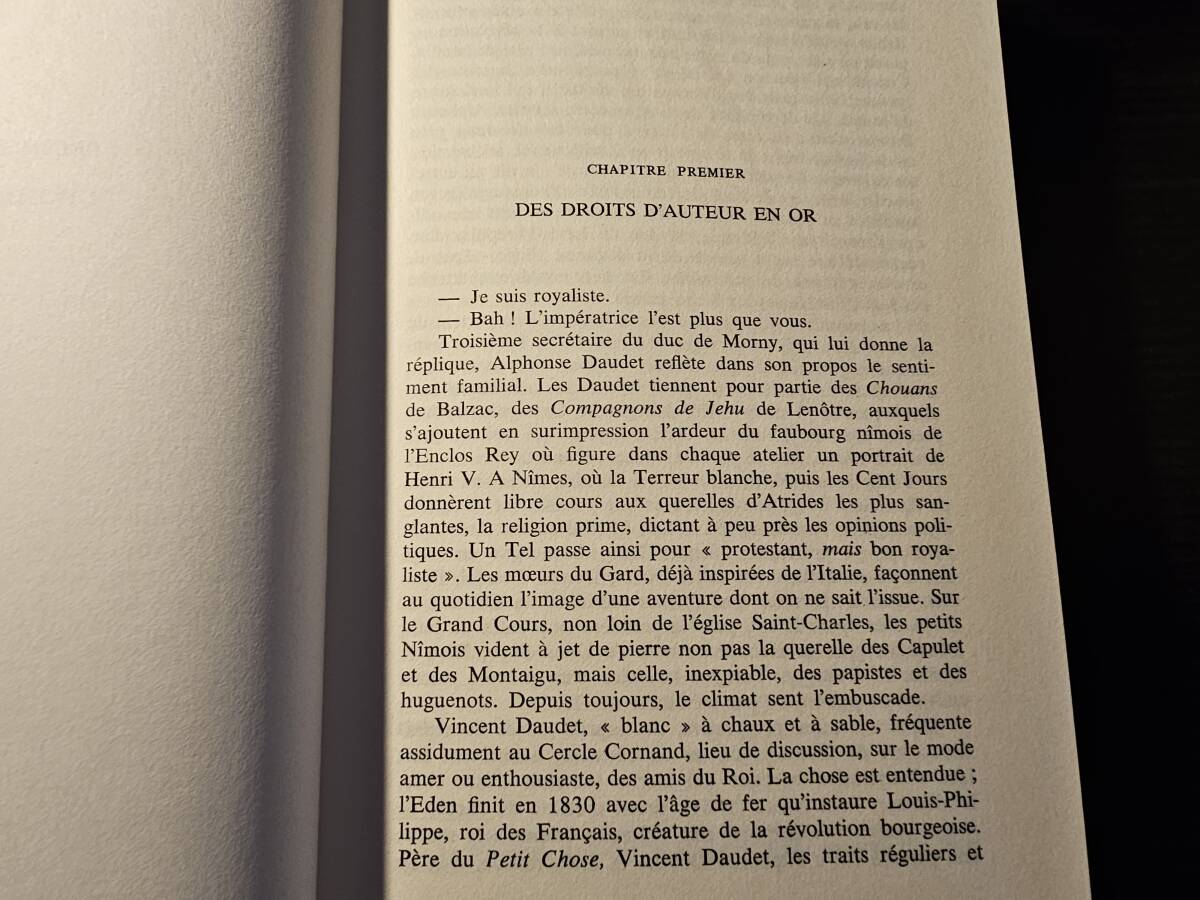 CHAPITRE PREMIER
DES DROITS D'AUTEUR EN OR
— Je suis royaliste.
— Bah ! L'impératrice l'est plus que vous.
Troisième secrétaire du duc de Morny, qui lui donne la
réplique, Alphonse Daudet reflète dans son propos le senti-
ment familial. Les Daudet tiennent pour partie des Chouans
de Balzac, des Compagnons de Jehu de Lenôtre, auxquels
s'ajoutent en surimpression l'ardeur du faubourg nîmois de
l'Enclos Rey où figure dans chaque atelier un portrait de
Henri V. A Nîmes, où la Terreur blanche, puis les Cent Jours
donnèrent libre cours aux querelles d'Atrides les plus san-
glantes, la religion prime, dictant à peu près les opinions poli-
tiques. Un Tel passe ainsi pour « protestant, mais bon roya-
liste ». Les mœurs du Gard, déjà inspirées de l'Italie, façonnent
au quotidien l'image d'une aventure dont on ne sait l'issue. Sur
le Grand Cours, non loin de l'église Saint-Charles, les petits
Nîmois vident à jet de pierre non pas la querelle des Capulet
et des Montaigu, mais celle, inexpiable, des papistes et des
huguenots. Depuis toujours, le climat sent l'embuscade.
Vincent Daudet, « blanc » à chaux et à sable, fréquente
assidument au Cercle Cornand, lieu de discussion, sur le mode
amer ou enthousiaste, des amis du Roi. La chose est entendue ;
l'Eden finit en 1830 avec l'âge de fer qu'instaure Louis-Phi-
lippe, roi des Français, créature de la révolution bourgeoise.
Père du Petit Chose, Vincent Daudet, les traits réguliers et